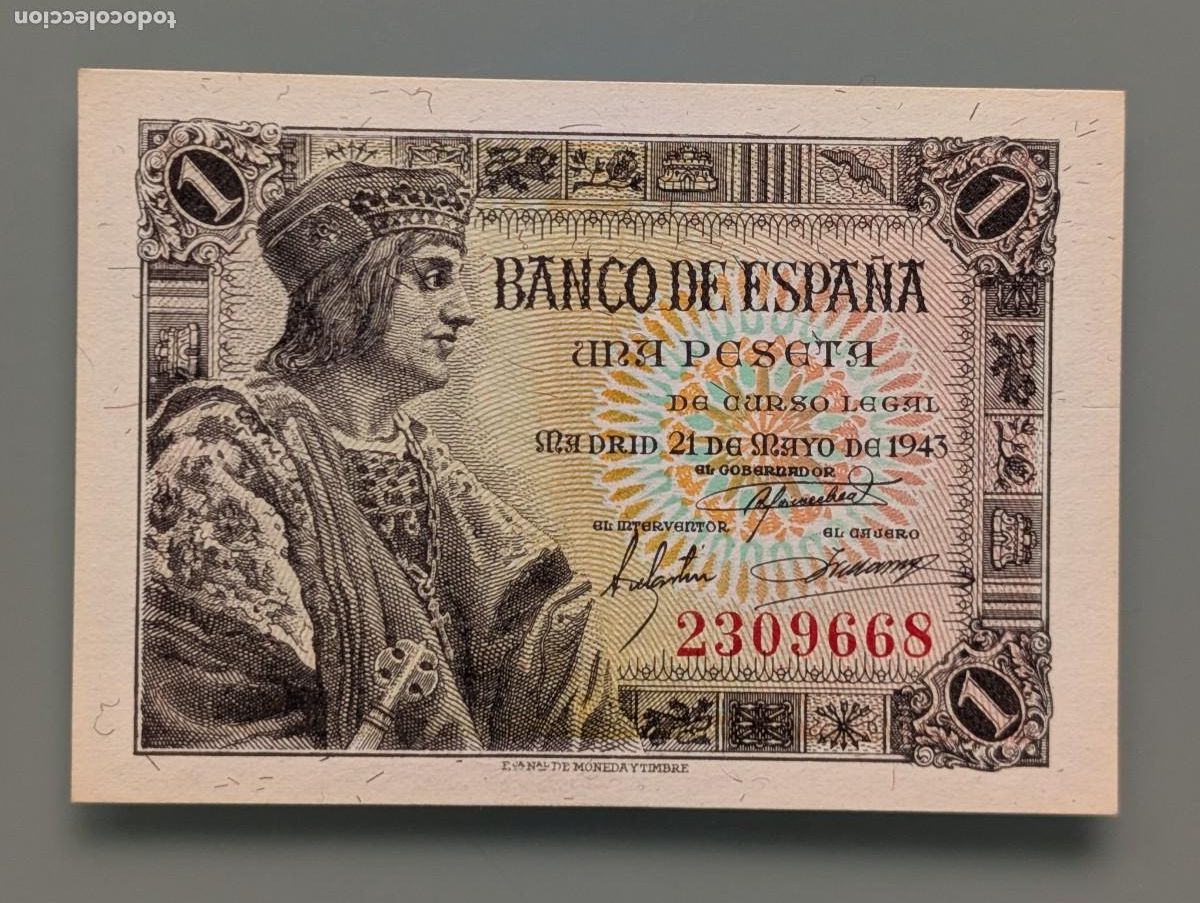 todocoleccion
1
1
BANCO DE ESPAÑA
UNA PESETA
DE CURSO LEGAL
MADRID 21 DE MAYO DE 1943
EL GOBERNADOR
EL INTERVENTOR
EL CAJERO
2309668
1
F.CA NAL. DE MONEDA Y TIMBRE